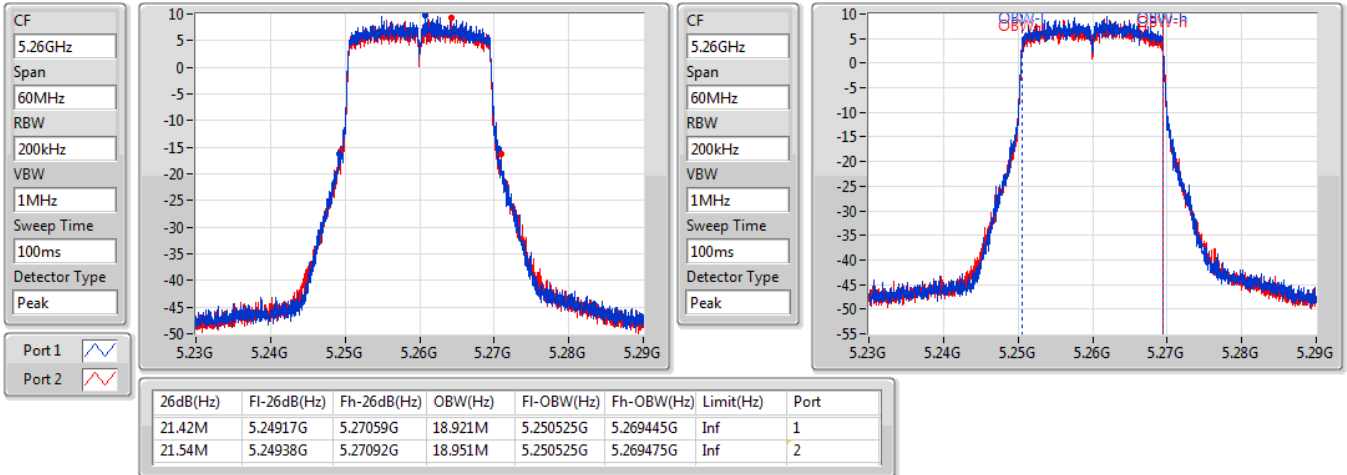 CF
5.26GHz
Span
60MHz
RBW
200kHz
VBW
1MHz
Sweep Time
100ms
Detector Type
Peak
Port 1
Port 2
10
5
0
-5
-10
-15
-20
-25
-30
-35
-40
-45
-50
5.23G 5.24G 5.25G 5.26G 5.27G 5.28G 5.29G
CF
5.26GHz
Span
60MHz
RBW
200kHz
VBW
1MHz
Sweep Time
100ms
Detector Type
Peak
10
5
0
-5
-10
-15
-20
-25
-30
-35
-40
-45
-50
-55
OBW-h
5.23G 5.24G 5.25G 5.26G 5.27G 5.28G 5.29G
26dB(Hz) Fl-26dB(Hz) Fh-26dB(Hz) OBW(Hz) Fl-OBW(Hz) Fh-OBW(Hz) Limit(Hz) Port
21.42M 5.24917G 5.27059G 18.921M 5.250525G 5.269445G Inf 1
21.54M 5.24938G 5.27092G 18.951M 5.250525G 5.269475G Inf 2